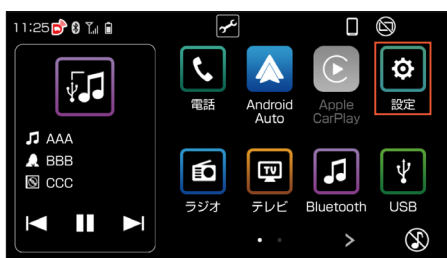 11:25
電話
Android
Auto
Apple
CarPlay
設定
AAA
BBB
CCC
ラジオ
TV
テレビ
Bluetooth
USB